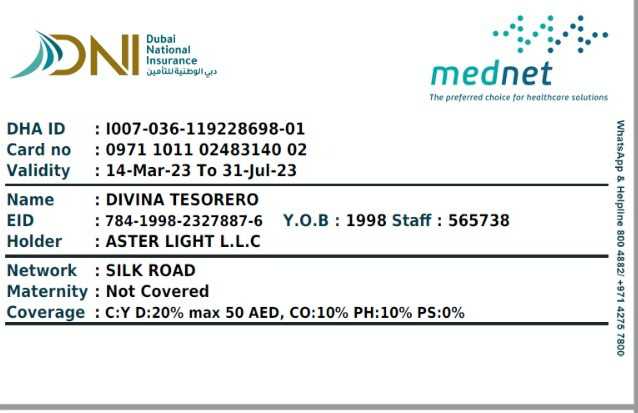 DNI
Dubai
National
Insurance
دبي الوطنية للتأمين
mednet
The preferred choice for healthcare solutions
DHA ID : I007-036-119228698-01
Card no : 0971 1011 02483140 02
Validity : 14-Mar-23 To 31-Jul-23
Name : DIVINA TESORERO
EID : 784-1998-2327887-6 Y.O.B : 1998 Staff : 565738
Holder : ASTER LIGHT L.L.C
Network : SILK ROAD
Maternity : Not Covered
Coverage : C:Y D:20% max 50 AED, CO:10% PH:10% PS:0%
WhatsApp & Helpline 800 4882/ +971 4275 7800